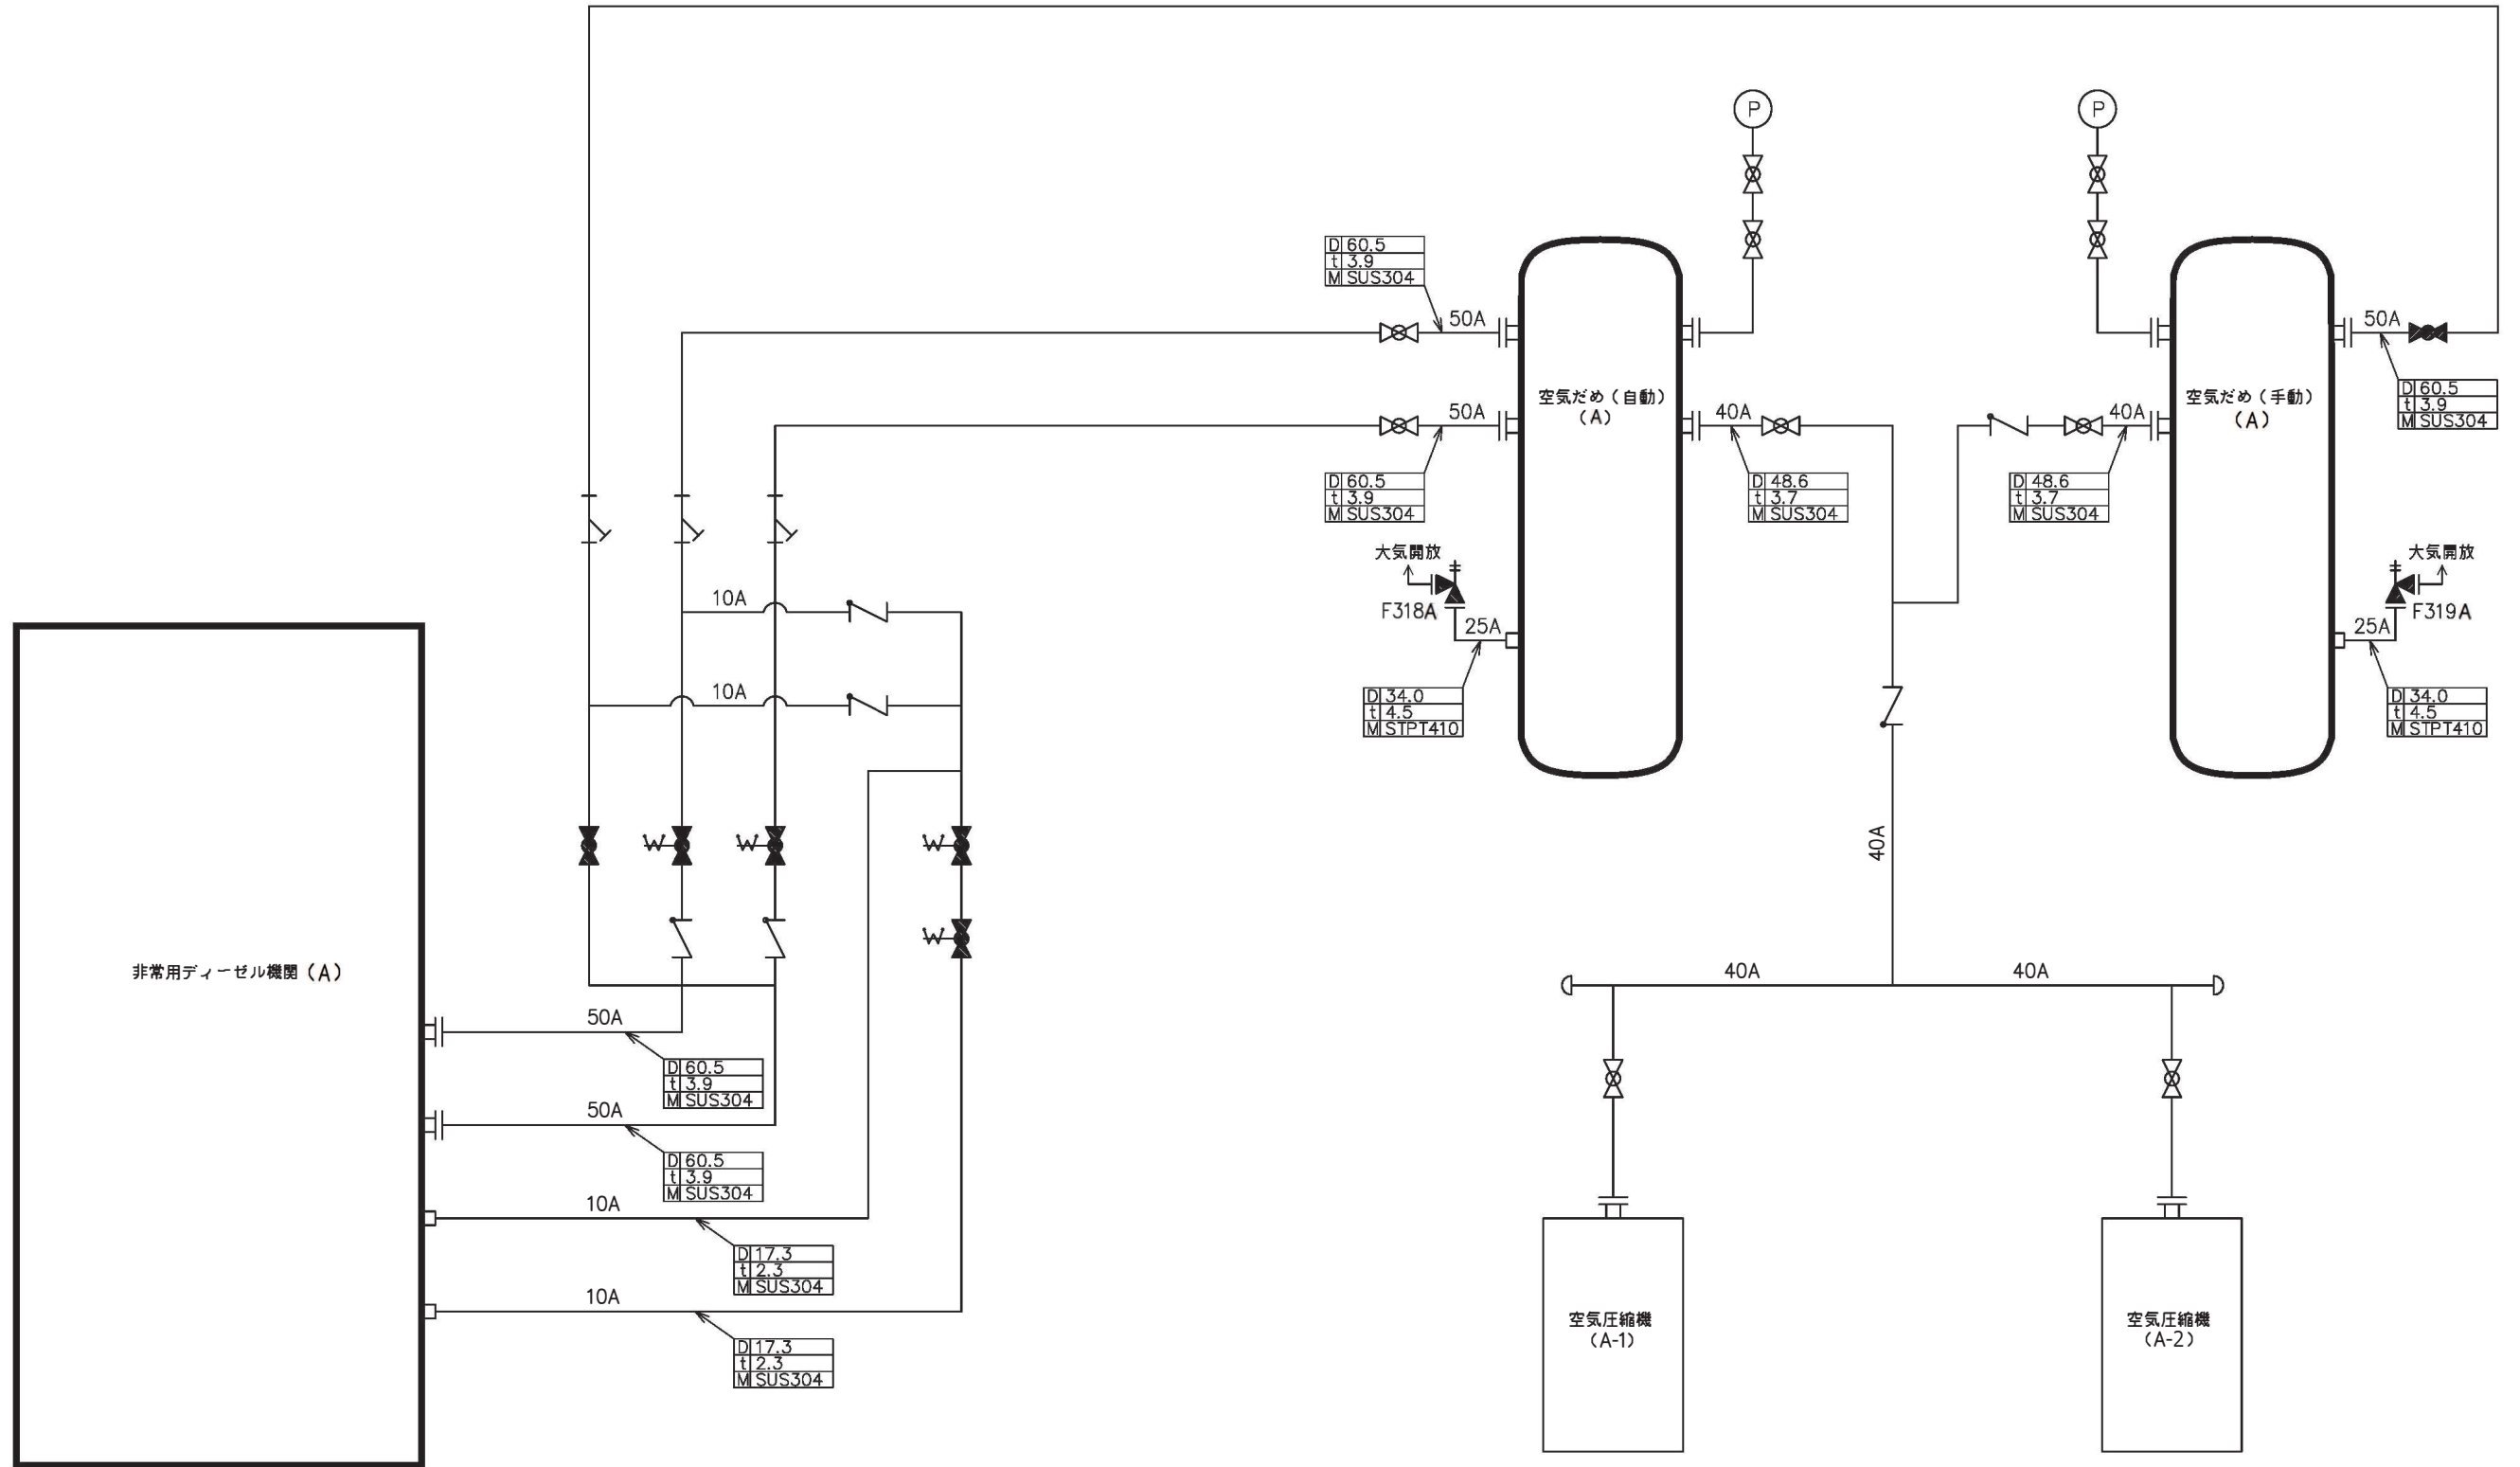 P
P
D 60.5
t 3.9
M SUS304
50A
50A
空気だめ(自動)
(A)
空気だめ(手動)
(A)
D 60.5
t 3.9
M SUS304
50A
40A
40A
D 60.5
t 3.9
M SUS304
D 48.6
t 3.7
M SUS304
D 48.6
t 3.7
M SUS304
大気開放
大気開放
10A
F318A
25A
F319A
25A
10A
D 34.0
t 4.5
M STPT410
D 34.0
t 4.5
M STPT410
40A
W
W
W
W
非常用ディーゼル機関(A)
40A
40A
50A
D 60.5
t 3.9
M SUS304
50A
D 60.5
t 3.9
M SUS304
10A
D 17.3
t 2.3
M SUS304
10A
D 17.3
t 2.3
M SUS304
空気圧縮機
(A-1)
空気圧縮機
(A-2)